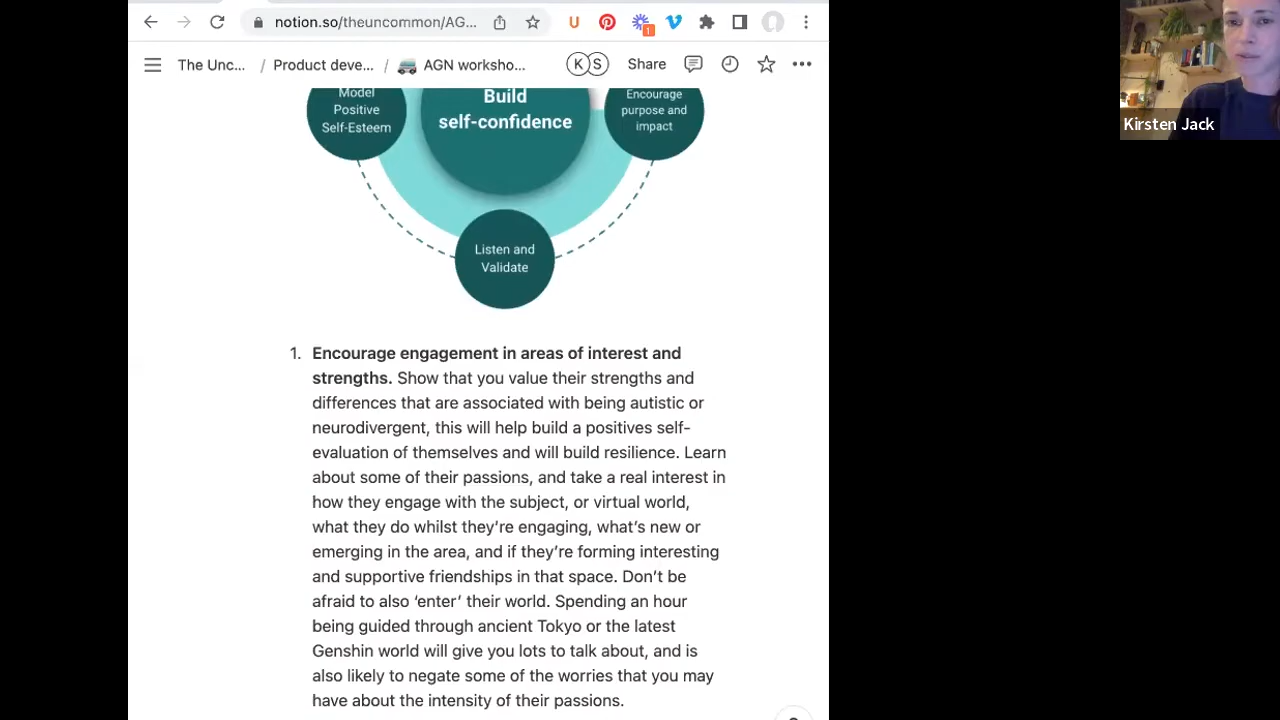 notion.so/theuncommon/AG...
1
The Unc...
/ Product deve...
/ AGN worksho...
K S
Share
Model
Positive
Self-Esteem
Build
self-confidence
Encourage
purpose and
impact
Listen and
Validate
1. Encourage engagement in areas of interest and
strengths. Show that you value their strengths and
differences that are associated with being autistic or
neurodivergent, this will help build a positives self-
evaluation of themselves and will build resilience. Learn
about some of their passions, and take a real interest in
how they engage with the subject, or virtual world,
what they do whilst they’re engaging, what’s new or
emerging in the area, and if they’re forming interesting
and supportive friendships in that space. Don’t be
afraid to also ‘enter’ their world. Spending an hour
being guided through ancient Tokyo or the latest
Genshin world will give you lots to talk about, and is
also likely to negate some of the worries that you may
have about the intensity of their passions.
Kirsten Jack